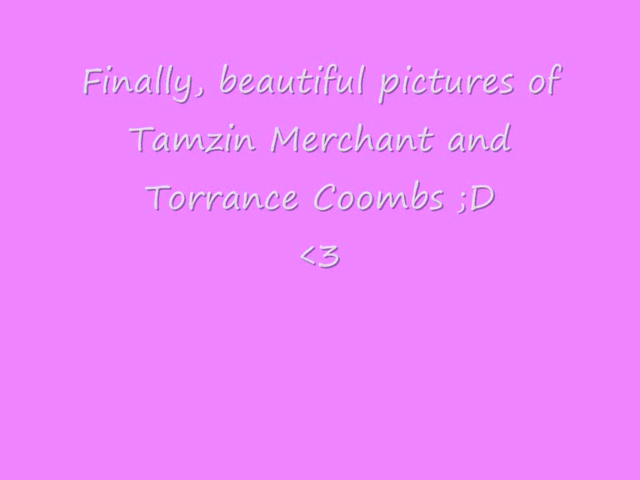 Finally, beautiful pictures of
Tamzin Merchant and
Torrance Coombs ;D
<3